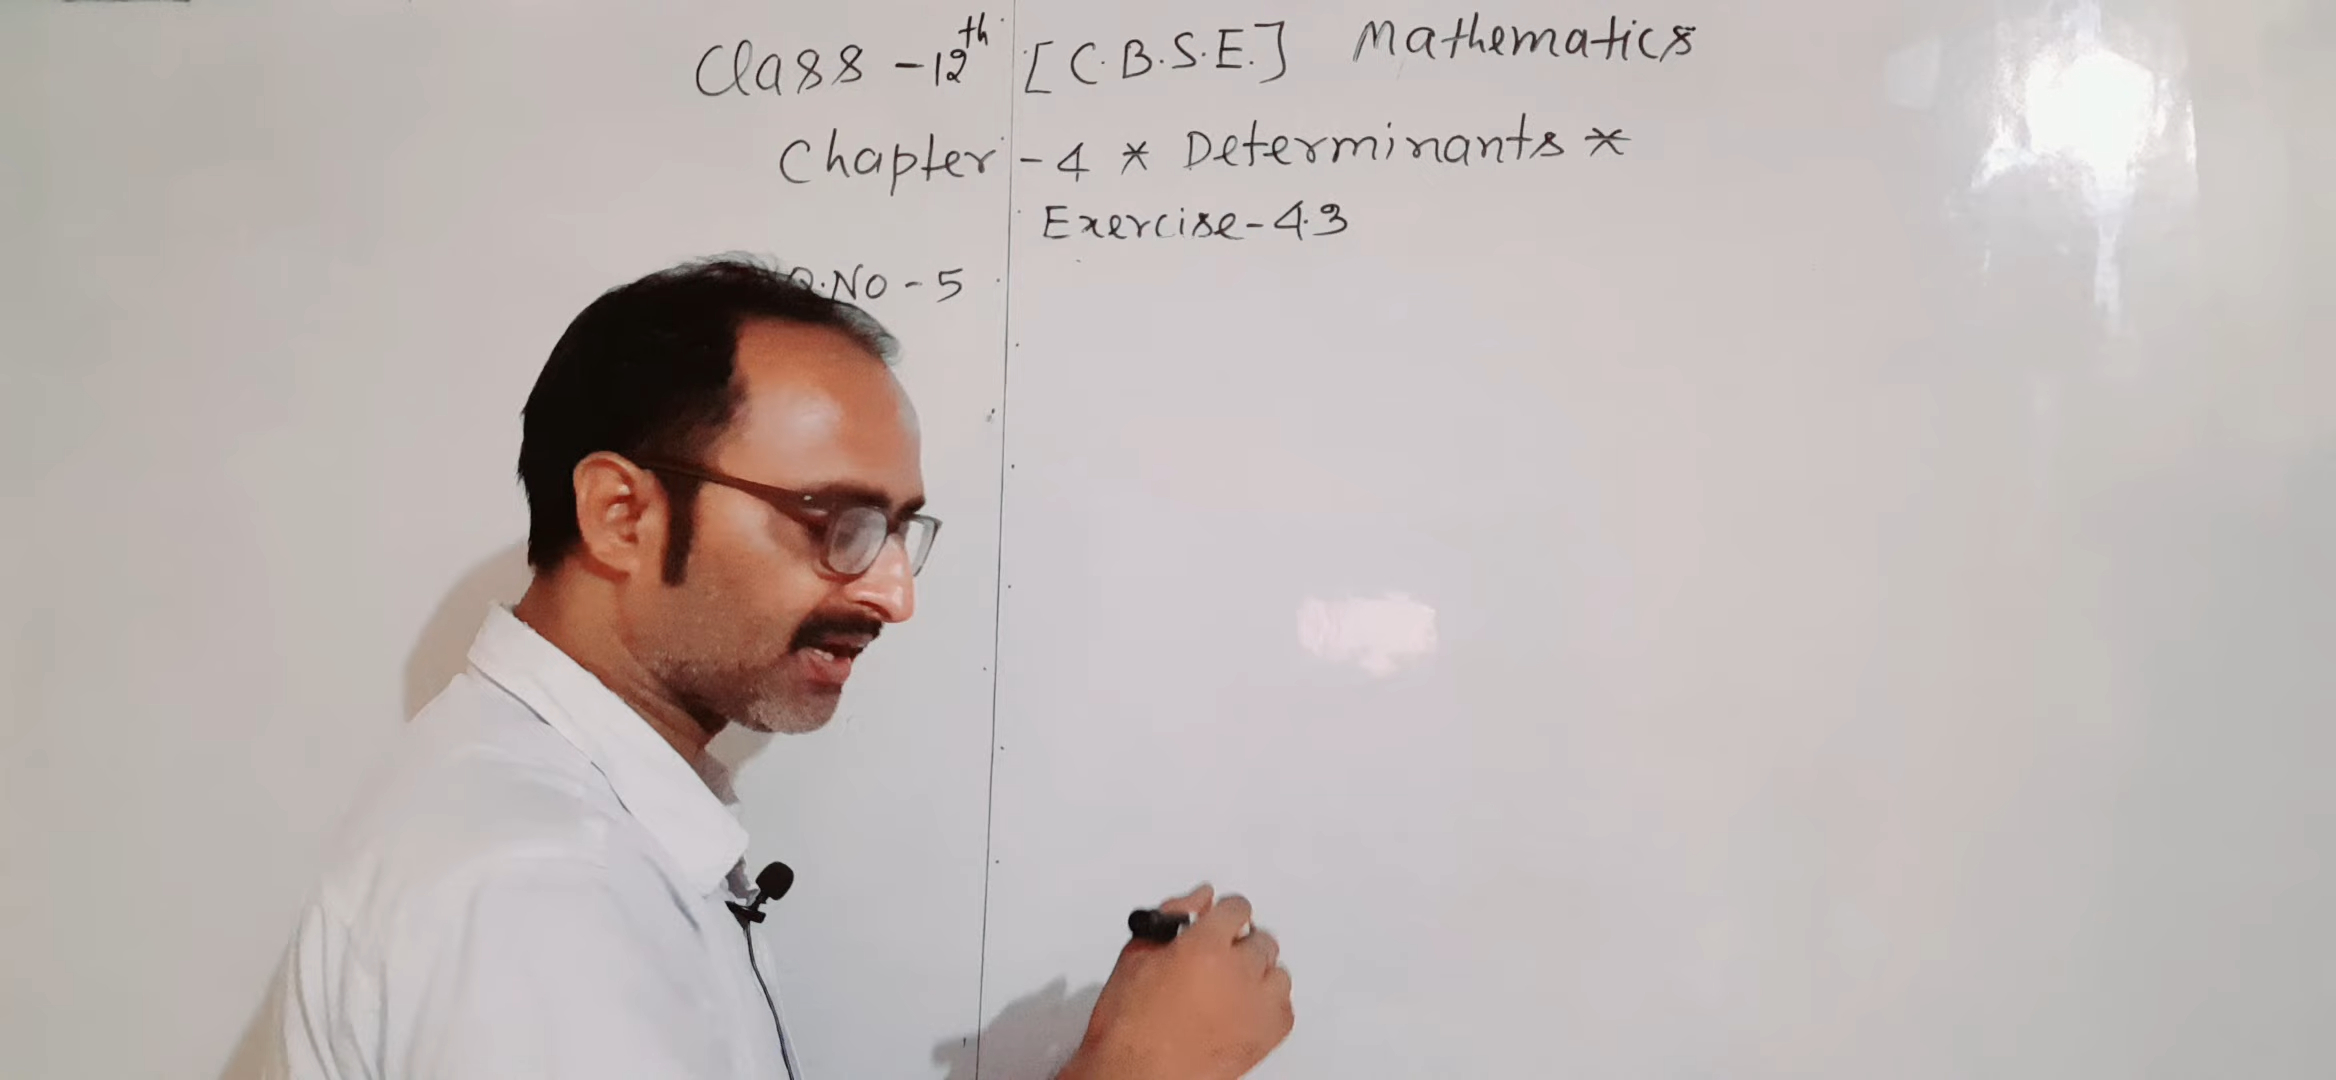 Class - 12th [C.B.S.E.] Mathematics
Chapter - 4 * Determinants *
Exercise - 4.3
Q.No - 5